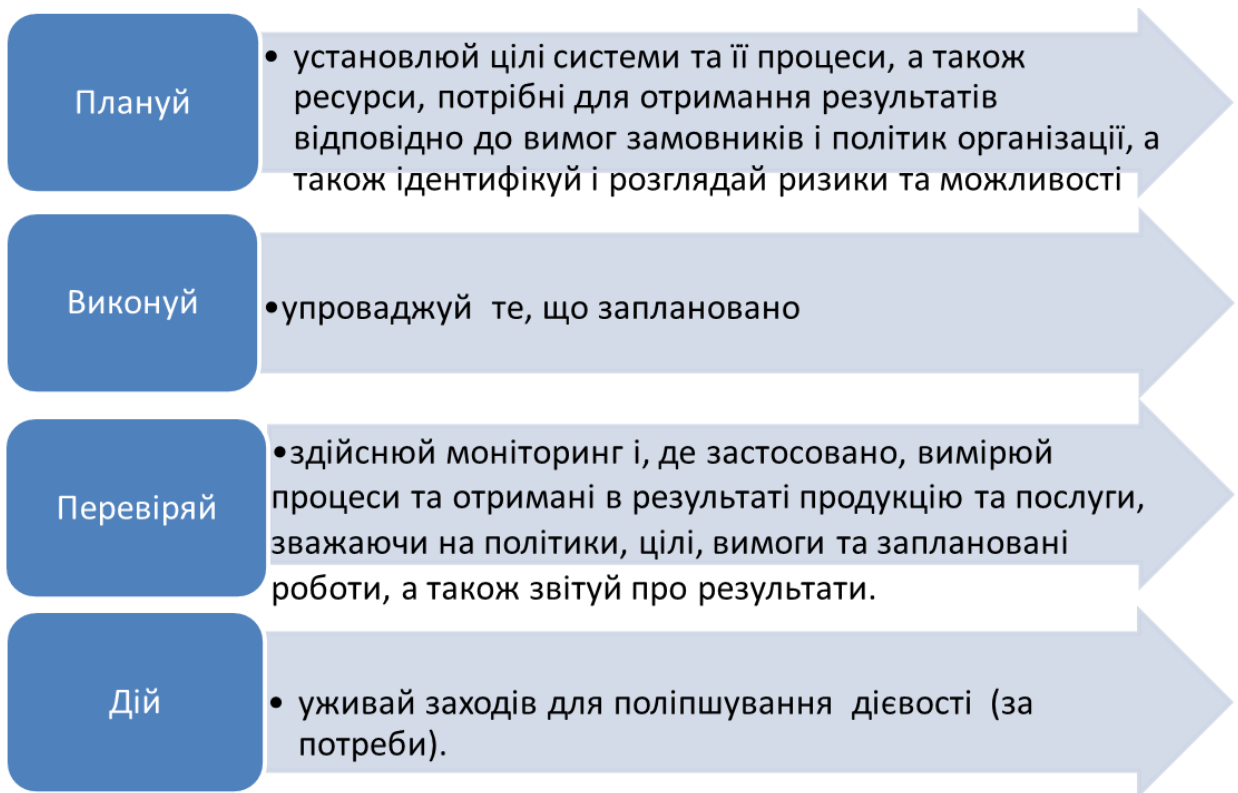 Плануй
• установлюй цілі системи та її процеси, а також
ресурси, потрібні для отримання результатів
відповідно до вимог замовників і політик організації, а
також ідентифікуй і розглядай ризики та можливості
Виконуй
•упроваджуй те, що заплановано
Перевіряй
•здійснюй моніторинг і, де застосовано, вимірюй
процеси та отримані в результаті продукцію та послуги,
зважаючи на політики, цілі, вимоги та заплановані
роботи, а також звітуй про результати.
Дій
• уживай заходів для поліпшування дієвості (за
потреби).